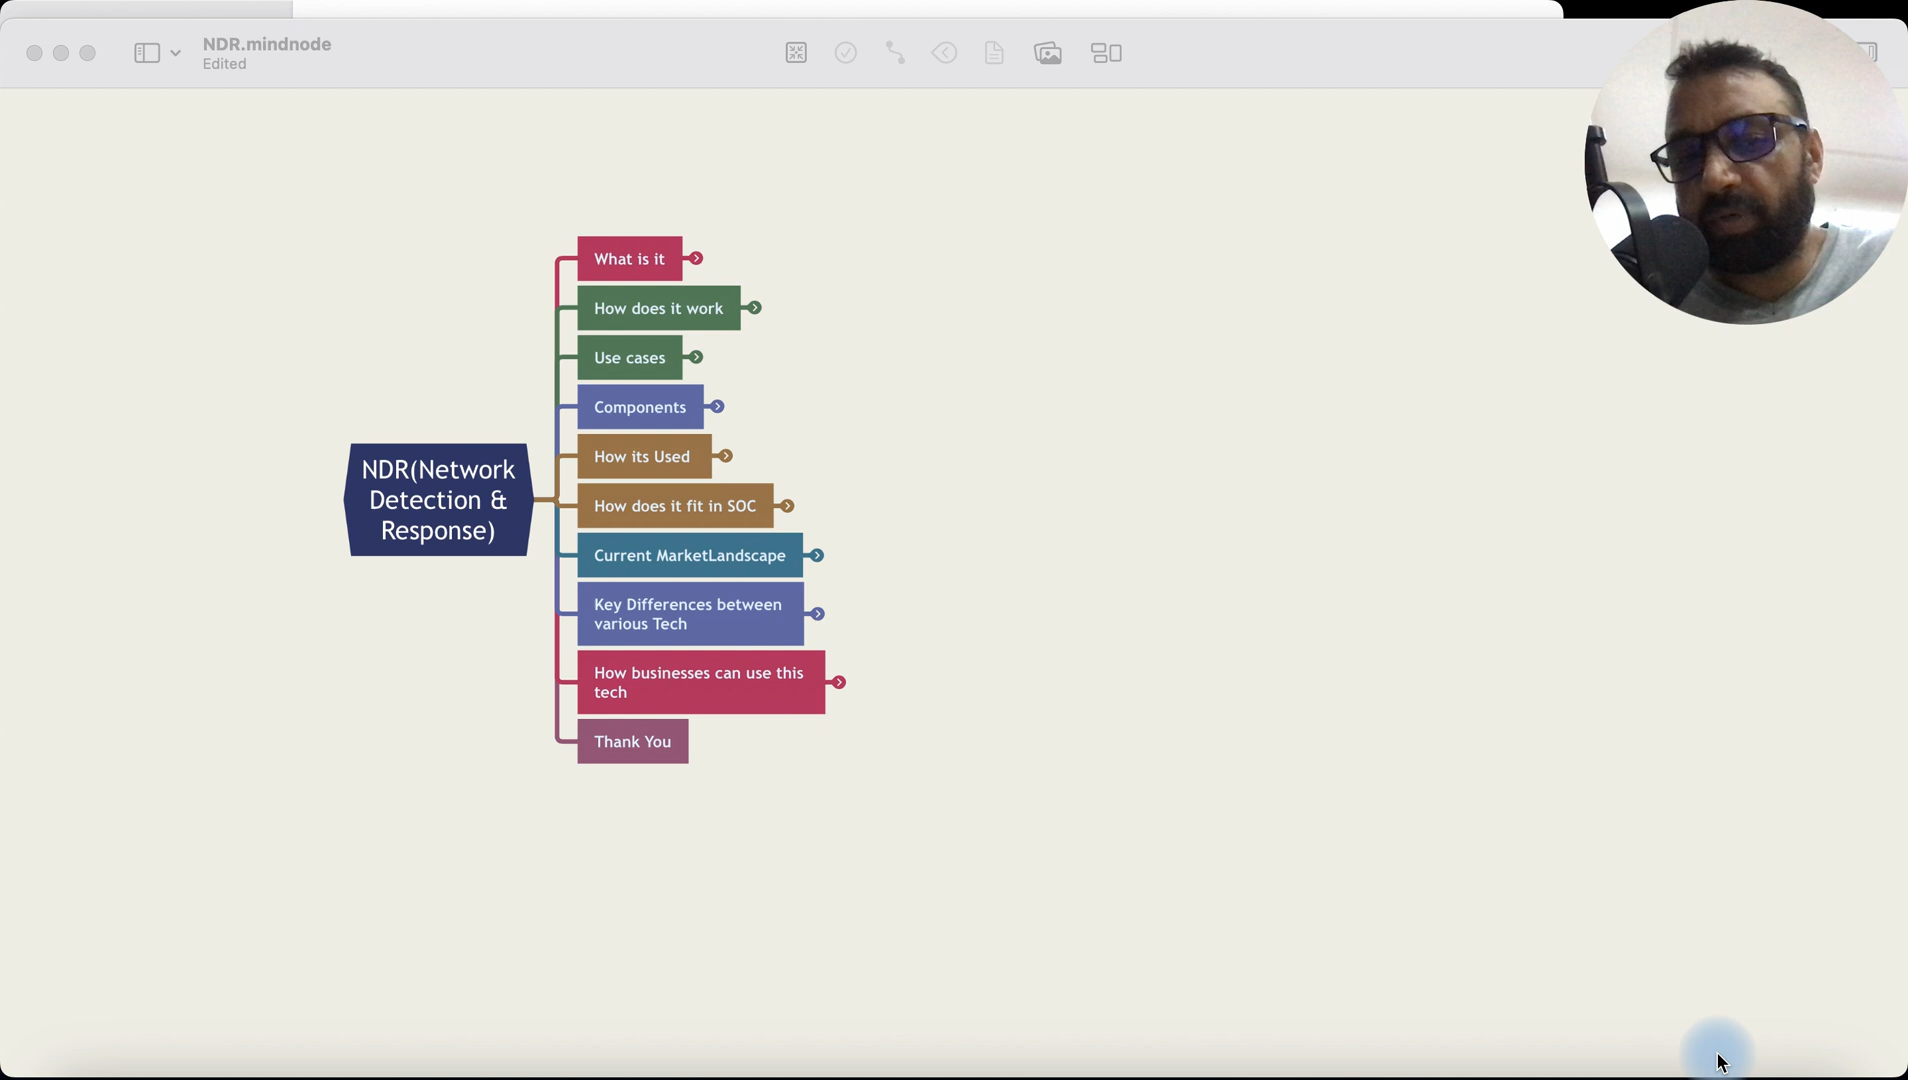 NDR.mindnode
Edited
What is it
How does it work
Use cases
Components
How its Used
NDR(Network
Detection &
Response)
How does it fit in SOC
Current MarketLandscape
Key Differences between
various Tech
How businesses can use this
tech
Thank You